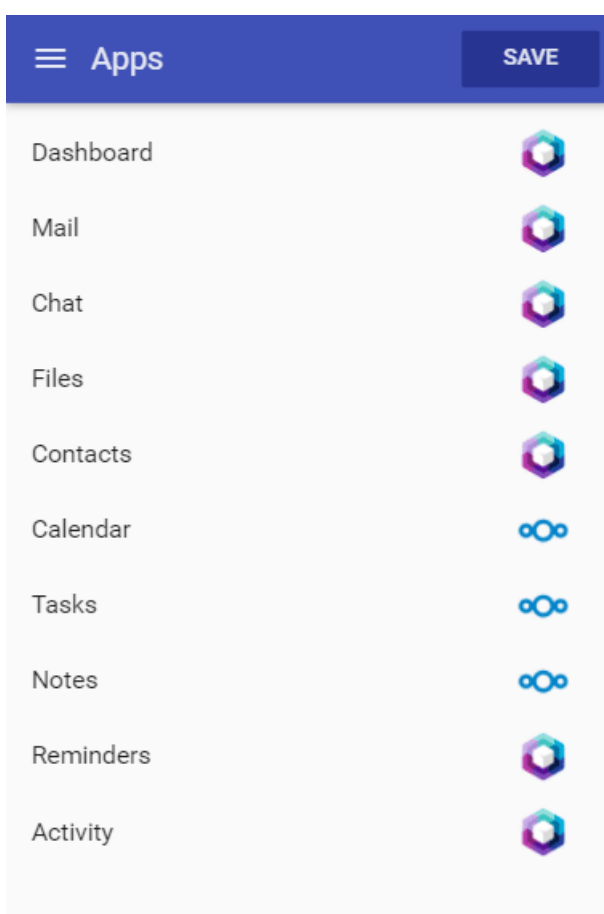 Apps
SAVE
Dashboard
Mail
Chat
Files
Contacts
Calendar
Tasks
Notes
Reminders
Activity